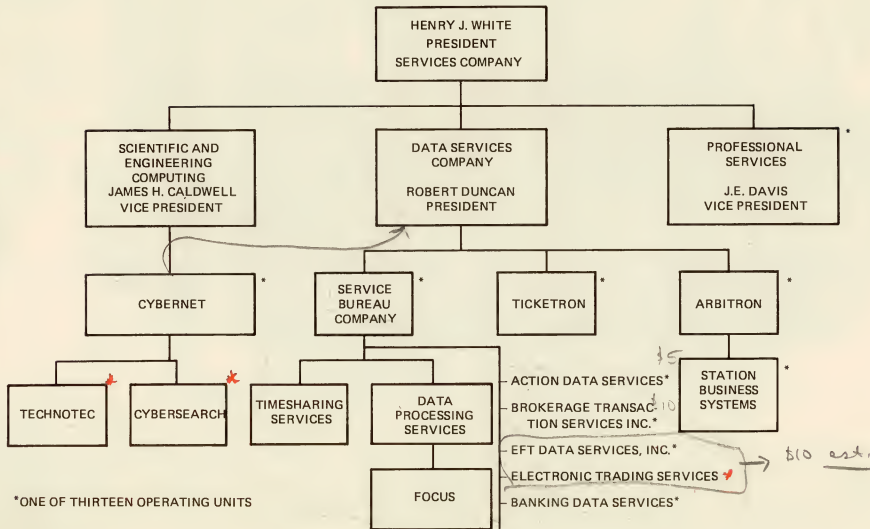 HENRY J. WHITE
PRESIDENT
SERVICES COMPANY
SCIENTIFIC AND
ENGINEERING
COMPUTING
JAMES H. CALDWELL
VICE PRESIDENT
DATA SERVICES
COMPANY
ROBERT DUNCAN
PRESIDENT
*
PROFESSIONAL
SERVICES
J.E. DAVIS
VICE PRESIDENT
CYBERNET
*
SERVICE
BUREAU
COMPANY
*
TICKETRON
*
ARBITRON
*
TECHNOTEC
*
CYBERSEARCH
*
TIMESHARING
SERVICES
DATA
PROCESSING
SERVICES
FOCUS
$5
ACTION DATA SERVICES*
BROKERAGE TRANSAC- $10
TION SERVICES INC.*
EFT DATA SERVICES, INC.*
ELECTRONIC TRADING SERVICES *
$10 est.
BANKING DATA SERVICES*
STATION
BUSINESS
SYSTEMS
*
*ONE OF THIRTEEN OPERATING UNITS